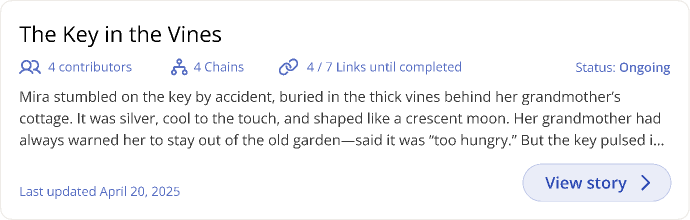 The Key in the Vines
4 contributors 4 Chains 4 / 7 Links until completed Status: Ongoing
Mira stumbled on the key by accident, buried in the thick vines behind her grandmother’s
cottage. It was silver, cool to the touch, and shaped like a crescent moon. Her grandmother had
always warned her to stay out of the old garden—said it was “too hungry.” But the key pulsed i...
Last updated April 20, 2025
View story